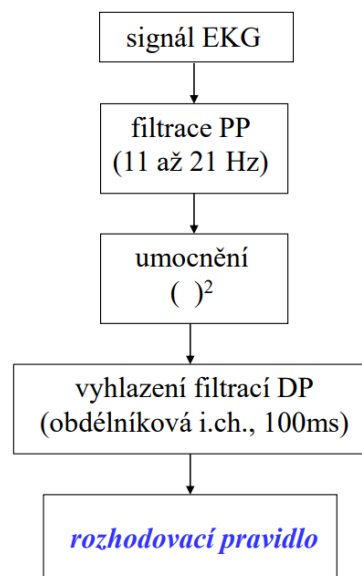 signál EKG
filtrace PP
(11 až 21 Hz)
umocnění
( )²
vyhlazení filtrací DP
(obdélníková i.ch., 100ms)
rozhodovací pravidlo